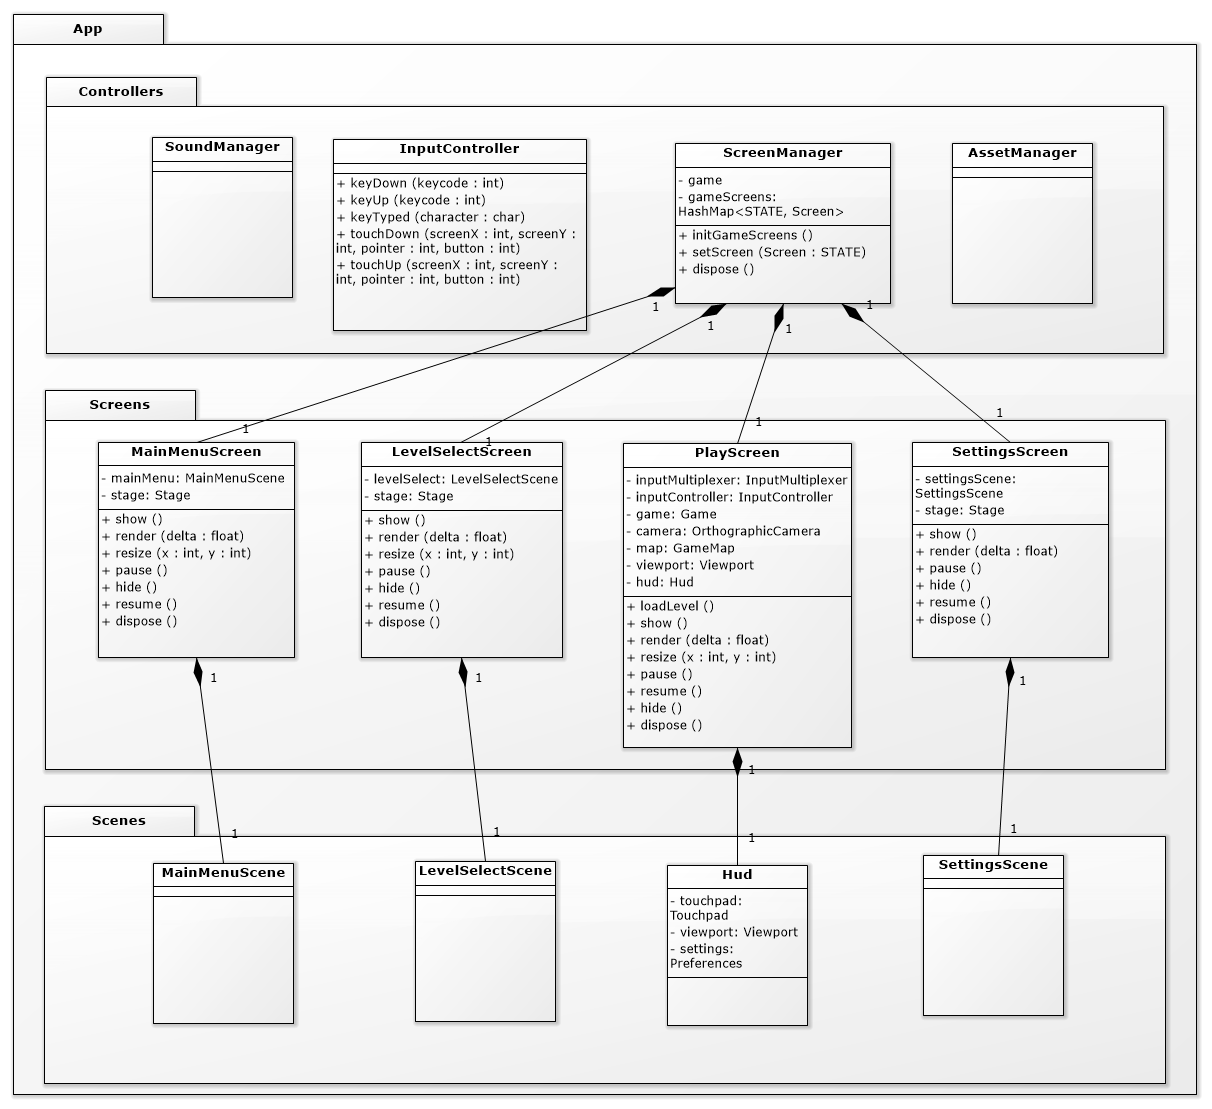 App
Controllers
SoundManager
InputController
+ keyDown (keycode : int)
+ keyUp (keycode : int)
+ keyTyped (character : char)
+ touchDown (screenX : int, screenY :
int, pointer : int, button : int)
+ touchUp (screenX : int, screenY :
int, pointer : int, button : int)
ScreenManager
- game
- gameScreens:
HashMap<STATE, Screen>
+ initGameScreens ()
+ setScreen (Screen : STATE)
+ dispose ()
AssetManager
1
1
1
1
Screens
1
1
1
1
MainMenuScreen
- mainMemu: MainMenuScene
- stage: Stage
+ show ()
+ render (delta : float)
+ resize (x : int, y : int)
+ pause ()
+ hide ()
+ resume ()
+ dispose ()
LevelSelectScreen
- levelSelect: LevelSelectScene
- stage: Stage
+ show ()
+ render (delta : float)
+ resize (x : int, y : int)
+ pause ()
+ hide ()
+ resume ()
+ dispose ()
PlayScreen
- inputMultiplexer: InputMultiplexer
- inputController: InputController
- game: Game
- camera: OrthographicCamera
- map: GameMap
- viewport: Viewport
- hud: Hud
+ loadLevel ()
+ show ()
+ render (delta : float)
+ resize (x : int, y : int)
+ pause ()
+ resume ()
+ hide ()
+ dispose ()
SettingsScreen
- settingsScene:
SettingsScene
- stage: Stage
+ show ()
+ render (delta : float)
+ pause ()
+ hide ()
+ resume ()
+ dispose ()
1
1
1
1
Scenes
1
1
1
1
MainMenuScene
LevelSelectScene
Hud
- touchpad:
Touchpad
- viewport: Viewport
- settings:
Preferences
SettingsScene